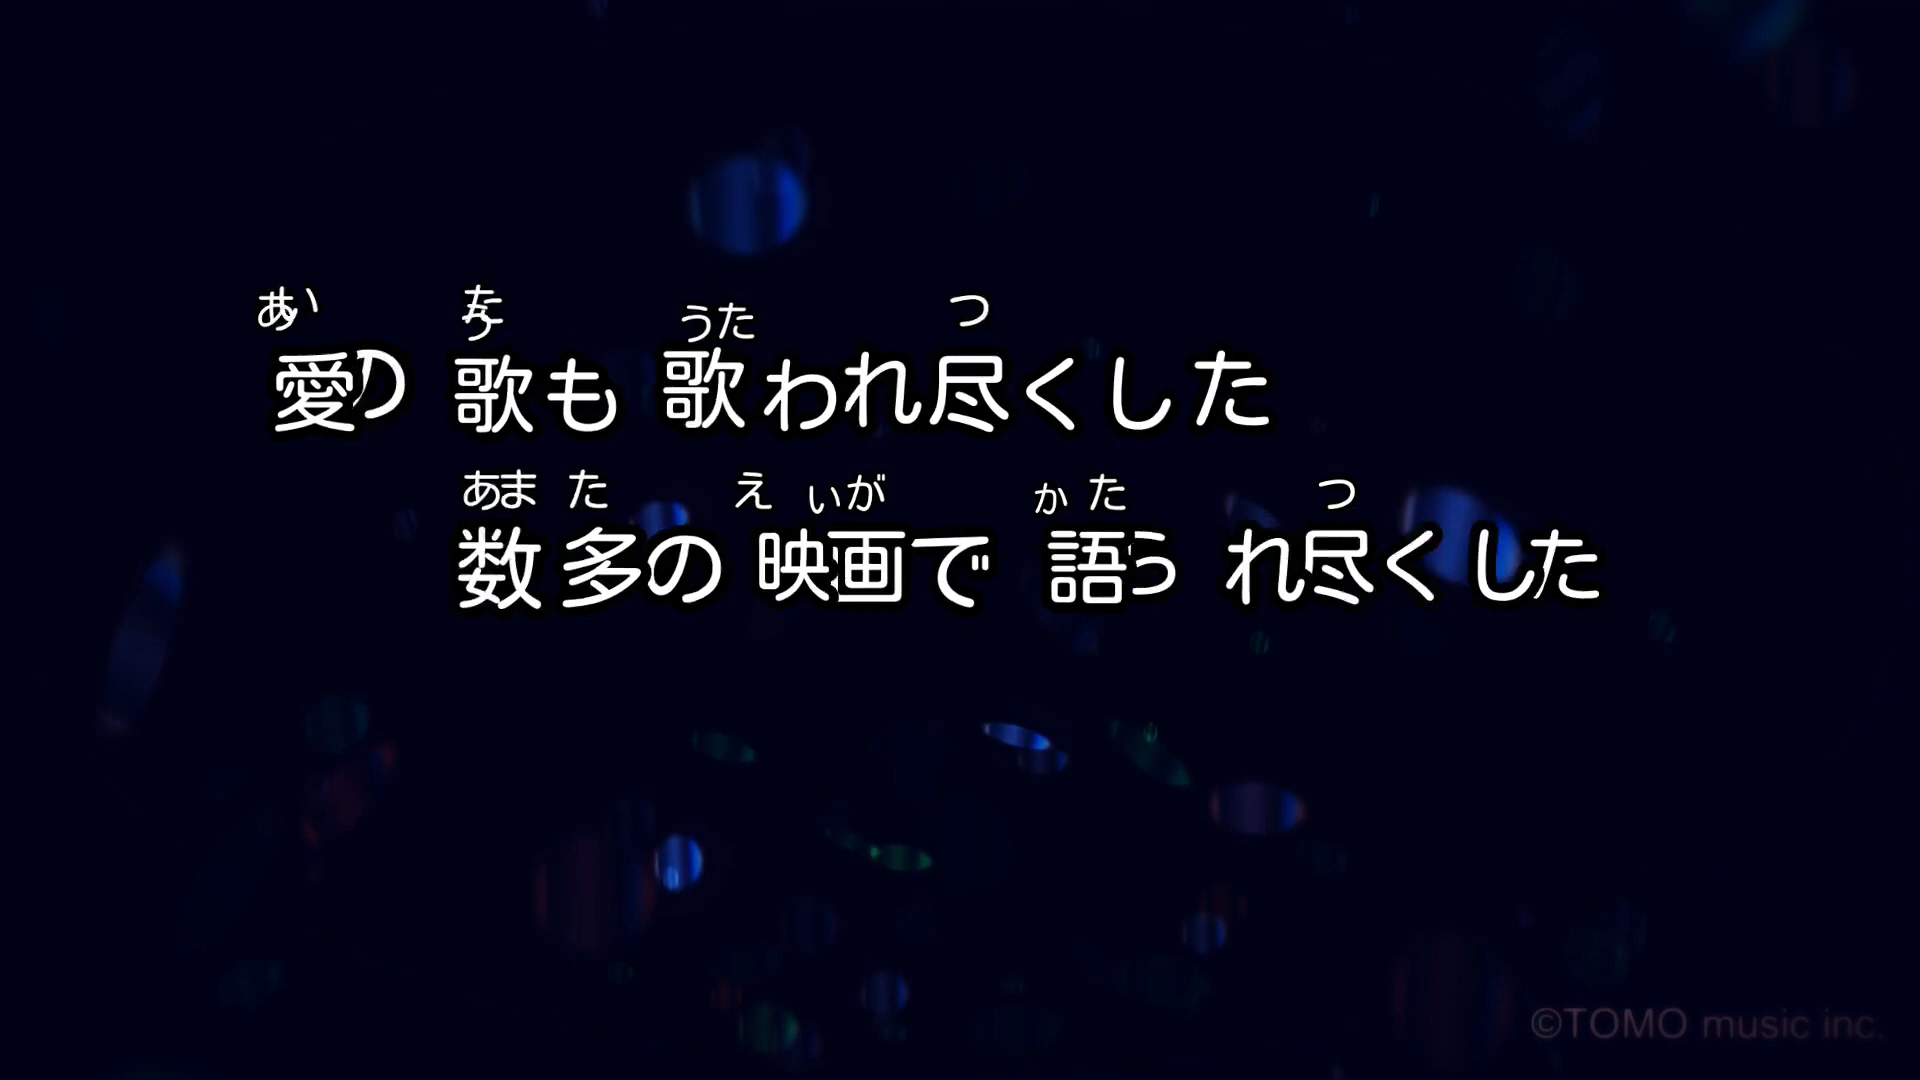 あい うた うた つ
愛の 歌も 歌われ尽くした
あま た えいが かた つ
数多の 映画で 語られ尽くした
©TOMO music inc.